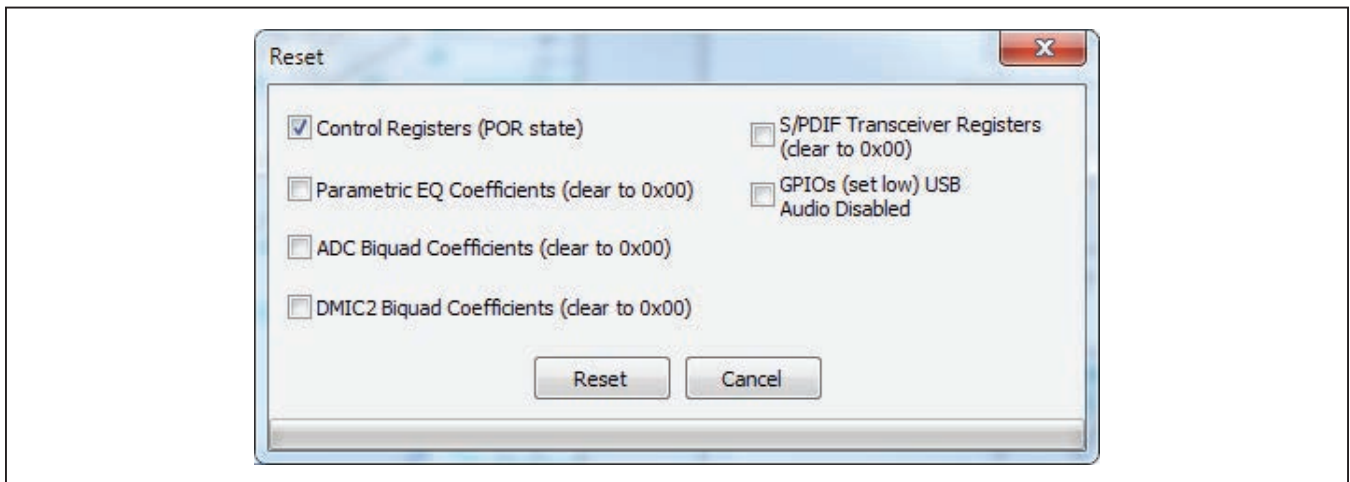 Reset
Control Registers (POR state)
Parametric EQ Coefficients (clear to 0x00)
ADC Biquad Coefficients (clear to 0x00)
DMIC2 Biquad Coefficients (clear to 0x00)
S/PDIF Transceiver Registers
(clear to 0x00)
GPIOs (set low) USB
Audio Disabled
Reset
Cancel